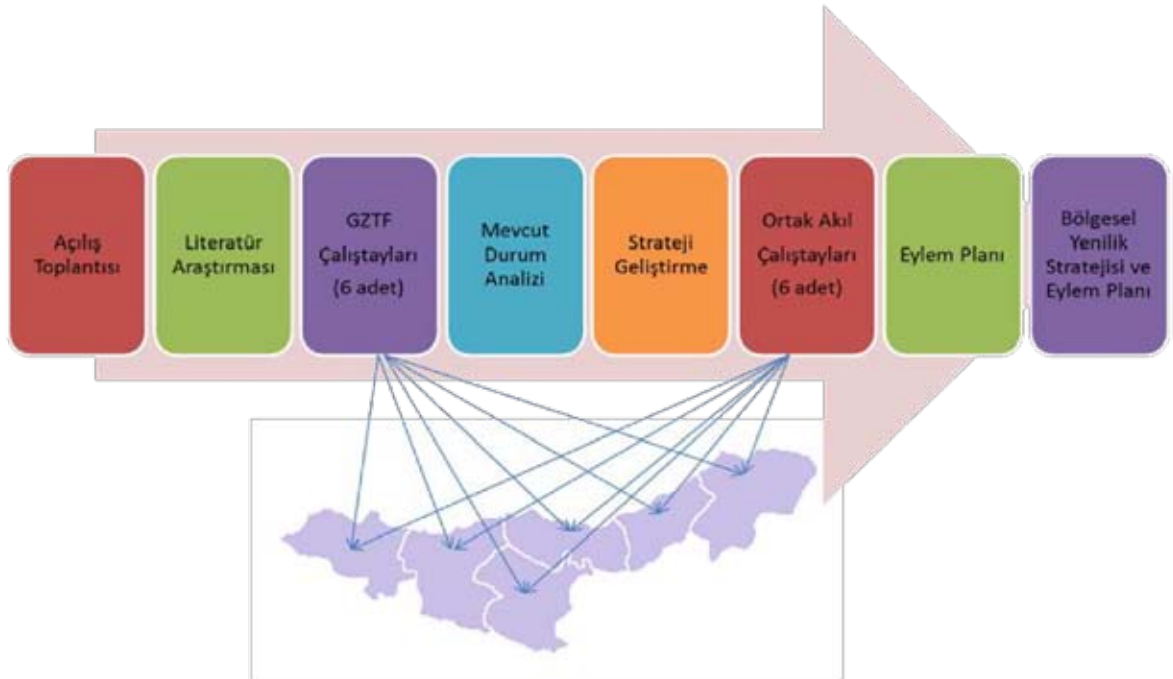 Açılış
Toplantısı
Literatür
Araştırması
GZTF
Çalıştayları
(6 adet)
Mevcut
Durum
Analizi
Strateji
Geliştirme
Ortak Akıl
Çalıştayları
(6 adet)
Eylem Planı
Bölgesel
Yenilik
Stratejisi ve
Eylem Planı